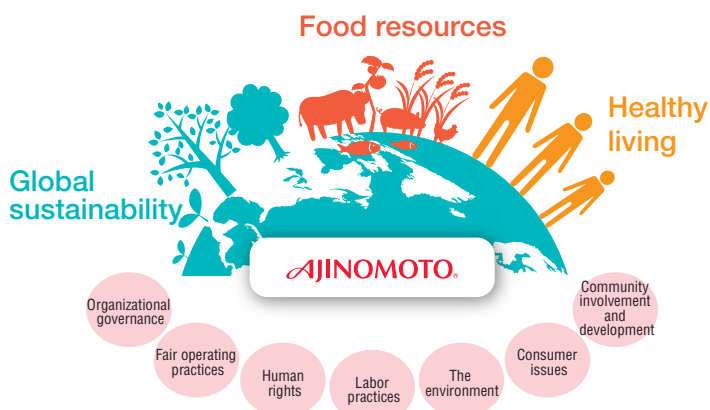 Food resources
Healthy
living
Global
sustainability
AJINOMOTO®
Organizational
governance
Fair operating
practices
Human
rights
Labor
practices
The
environment
Consumer
issues
Community
involvement
and
development